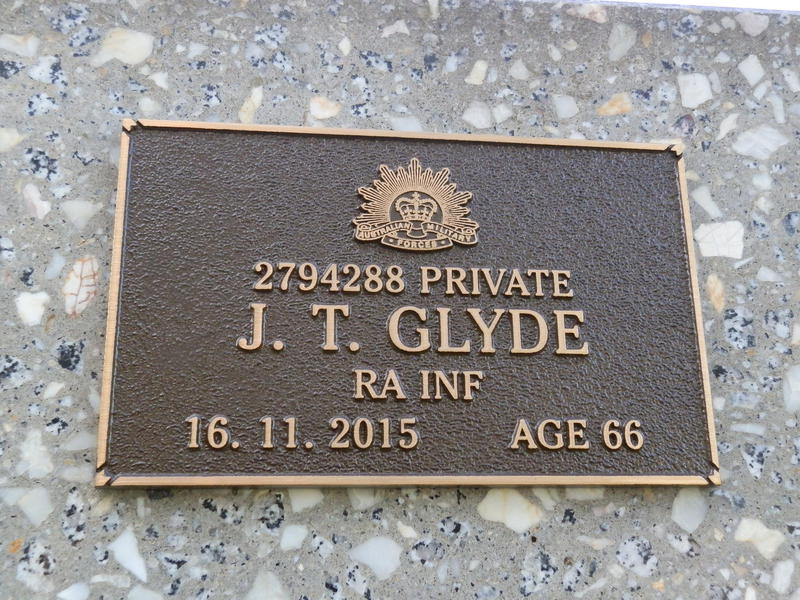 AUSTRALIAN MILITARY
FORCES
2794288 PRIVATE
J. T. GLYDE
RA INF
16. 11. 2015 AGE 66